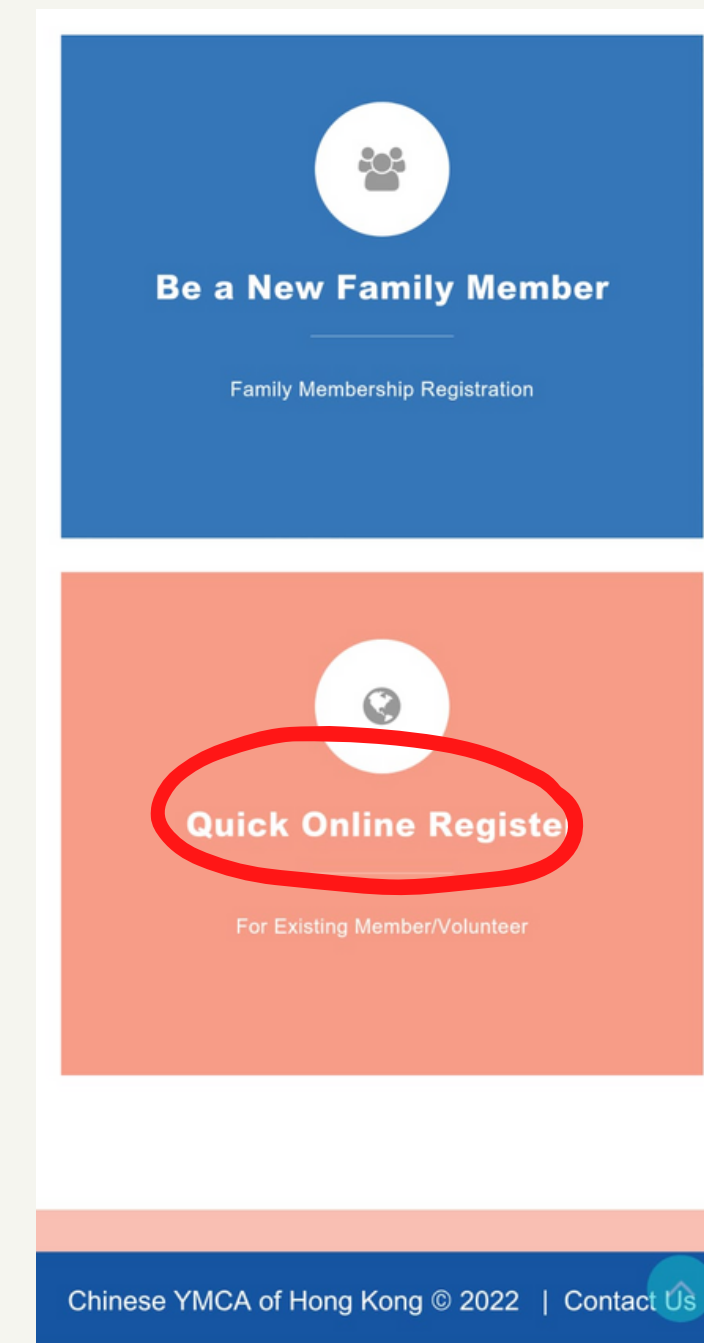 Be a New Family Member
Family Membership Registration
Quick Online Register
For Existing Member/Volunteer
Chinese YMCA of Hong Kong © 2022 | Contact Us